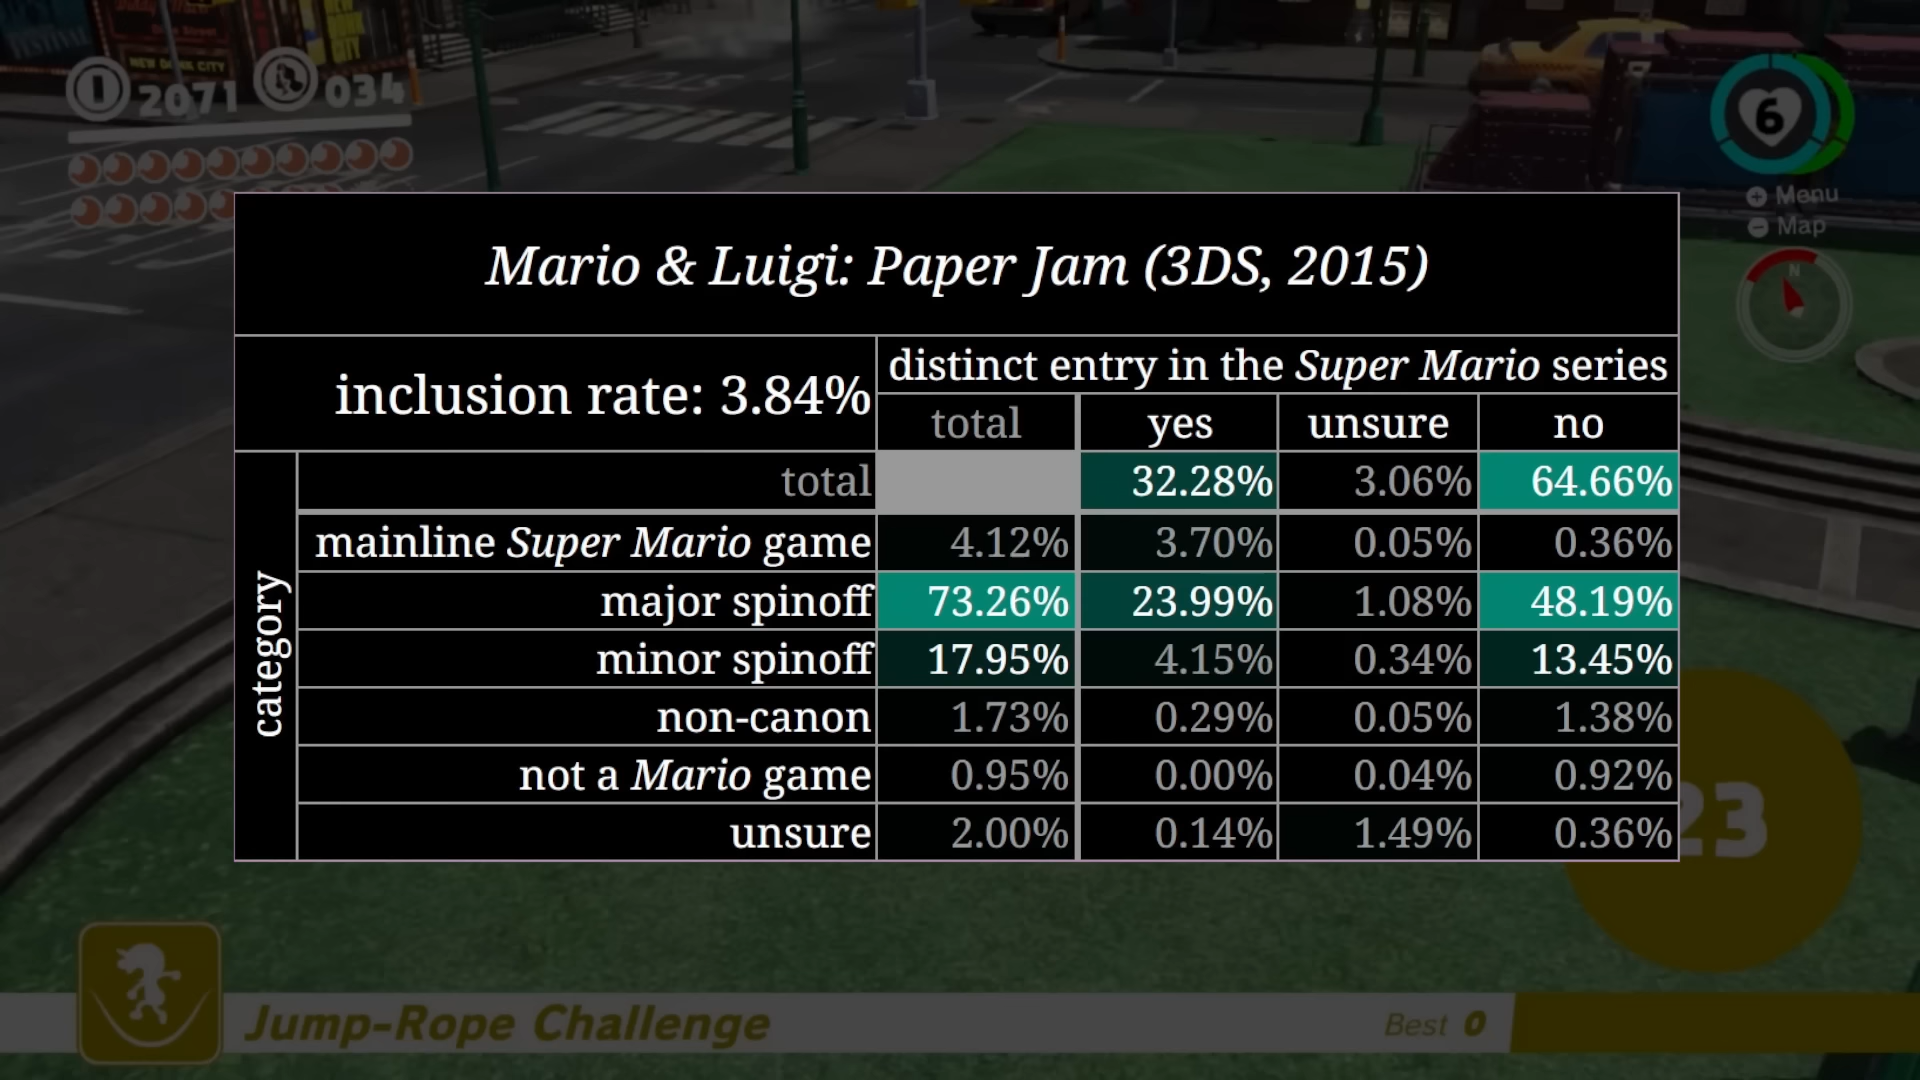 NEW DONK CITY
2071 034
6
+ Menu
- Map
N
Mario & Luigi: Paper Jam (3DS, 2015)
inclusion rate: 3.84%
distinct entry in the Super Mario series
total yes unsure no
category
total 32.28% 3.06% 64.66%
mainline Super Mario game 4.12% 3.70% 0.05% 0.36%
major spinoff 73.26% 23.99% 1.08% 48.19%
minor spinoff 17.95% 4.15% 0.34% 13.45%
non-canon 1.73% 0.29% 0.05% 1.38%
not a Mario game 0.95% 0.00% 0.04% 0.92%
unsure 2.00% 0.14% 1.49% 0.36%
23
Jump-Rope Challenge
Best 0